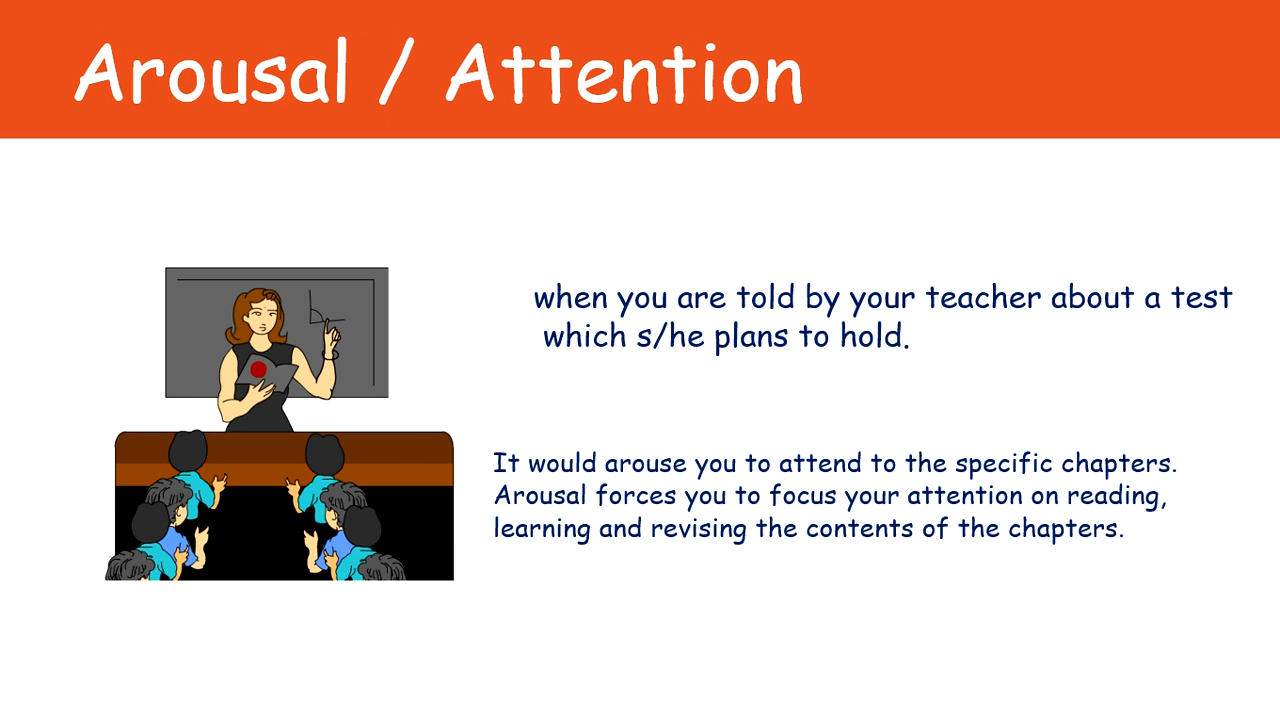 Arousal / Attention
when you are told by your teacher about a test
which s/he plans to hold.
It would arouse you to attend to the specific chapters.
Arousal forces you to focus your attention on reading,
learning and revising the contents of the chapters.